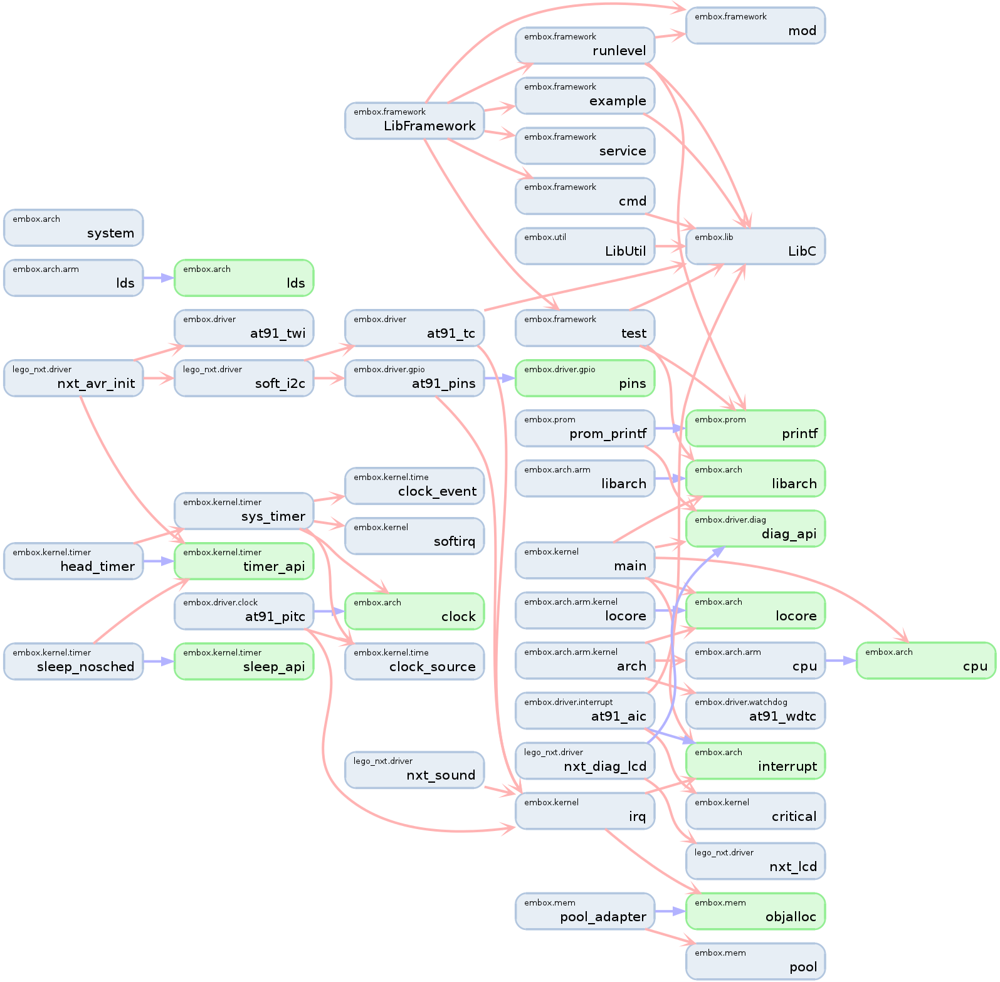 embox.framework
mod
embox.framework
runlevel
embox.framework
example
embox.framework
LibFramework
embox.framework
service
embox.framework
cmd
embox.arch
system
embox.util
LibUtil
embox.lib
LibC
embox.arch.arm
lds
embox.arch
lds
embox.driver
at91_twi
embox.driver
at91_tc
embox.framework
test
lego_nxt.driver
nxt_avr_init
lego_nxt.driver
soft_i2c
embox.driver.gpio
at91_pins
embox.driver.gpio
pins
embox.prom
prom_printf
embox.prom
printf
embox.arch.arm
libarch
embox.arch
libarch
embox.kernel.time
clock_event
embox.kernel.timer
sys_timer
embox.kernel
softirq
embox.driver.diag
diag_api
embox.kernel.timer
head_timer
embox.kernel.timer
timer_api
embox.kernel
main
embox.driver.clock
at91_pitc
embox.arch
clock
embox.arch.arm.kernel
locore
embox.arch
locore
embox.kernel.timer
sleep_nosched
embox.kernel.timer
sleep_api
embox.kernel.time
clock_source
embox.arch.arm.kernel
arch
embox.arch.arm
cpu
embox.arch
cpu
embox.driver.interrupt
at91_aic
embox.driver.watchdog
at91_wdtc
lego_nxt.driver
nxt_sound
lego_nxt.driver
nxt_diag_lcd
embox.arch
interrupt
embox.kernel
irq
embox.kernel
critical
lego_nxt.driver
nxt_lcd
embox.mem
pool_adapter
embox.mem
objalloc
embox.mem
pool